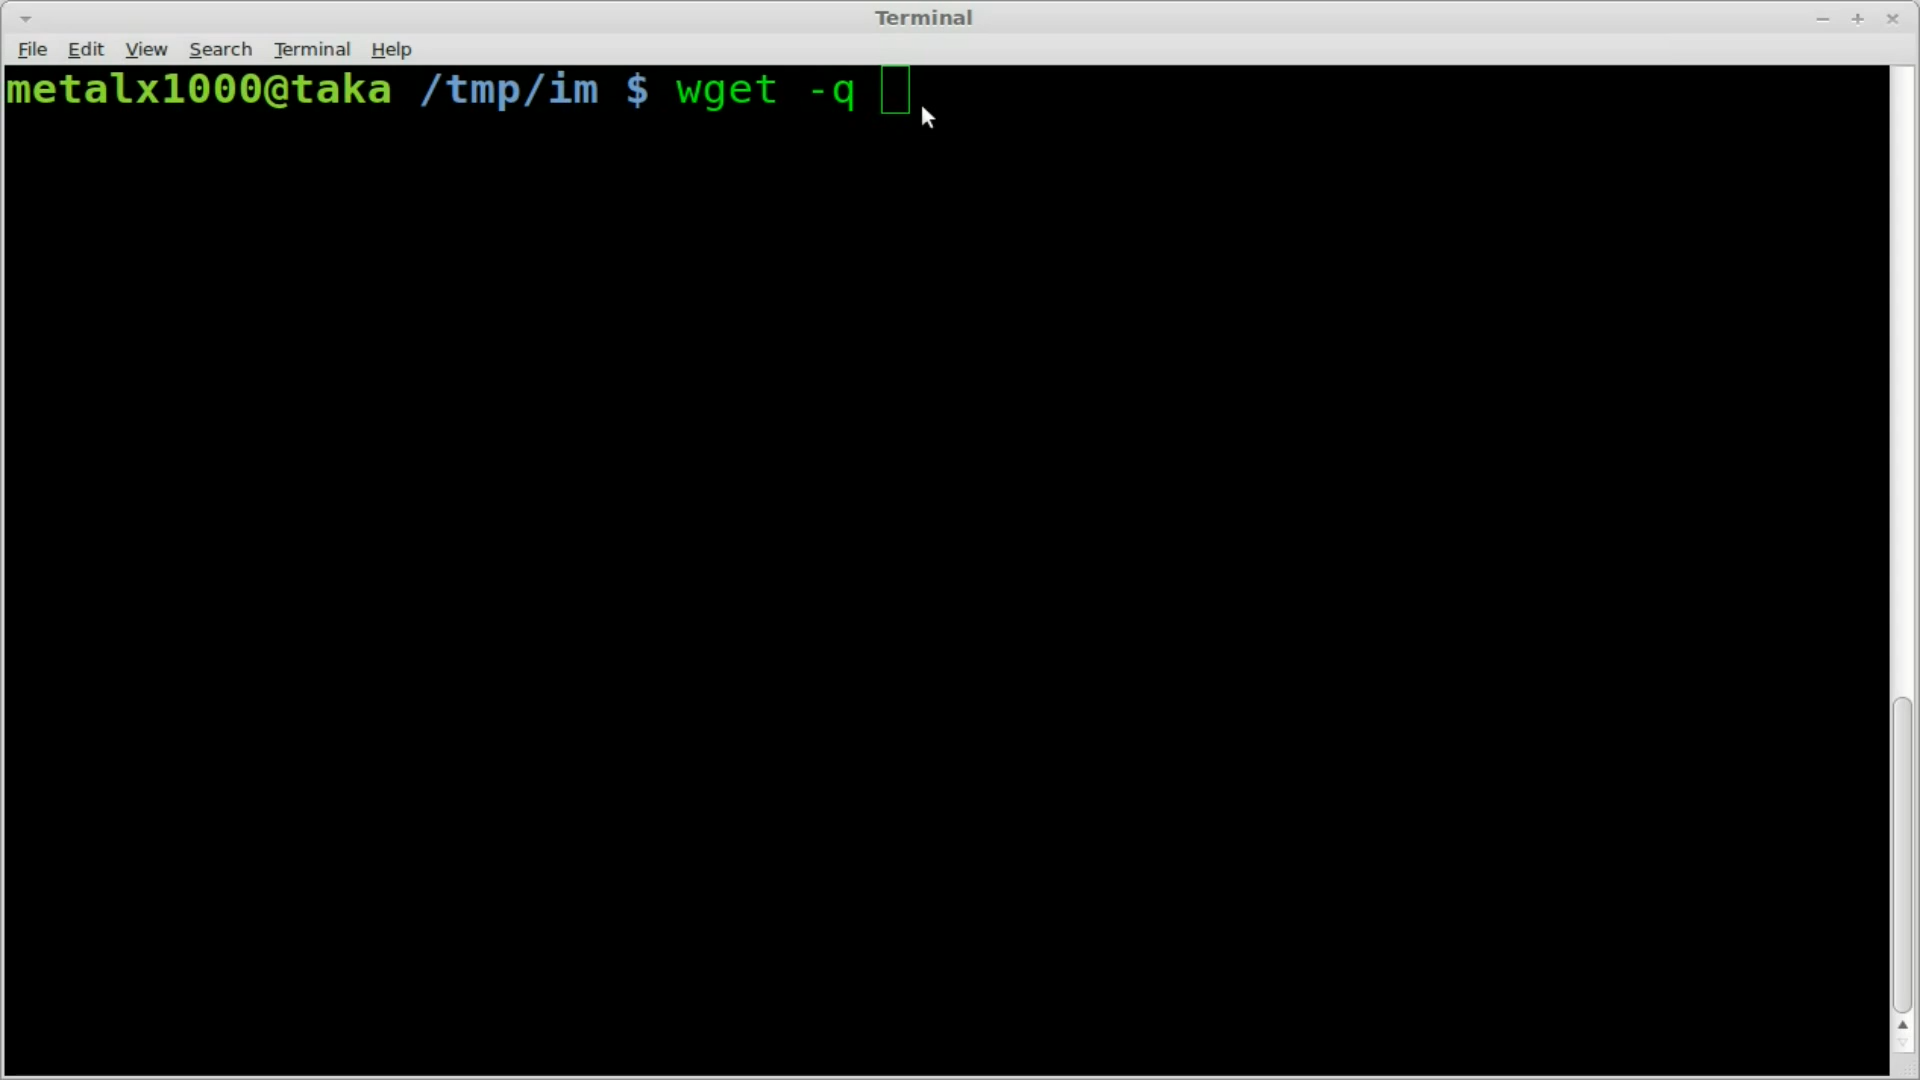 Terminal
File Edit View Search Terminal Help
metalx1000@taka /tmp/im $ wget -q